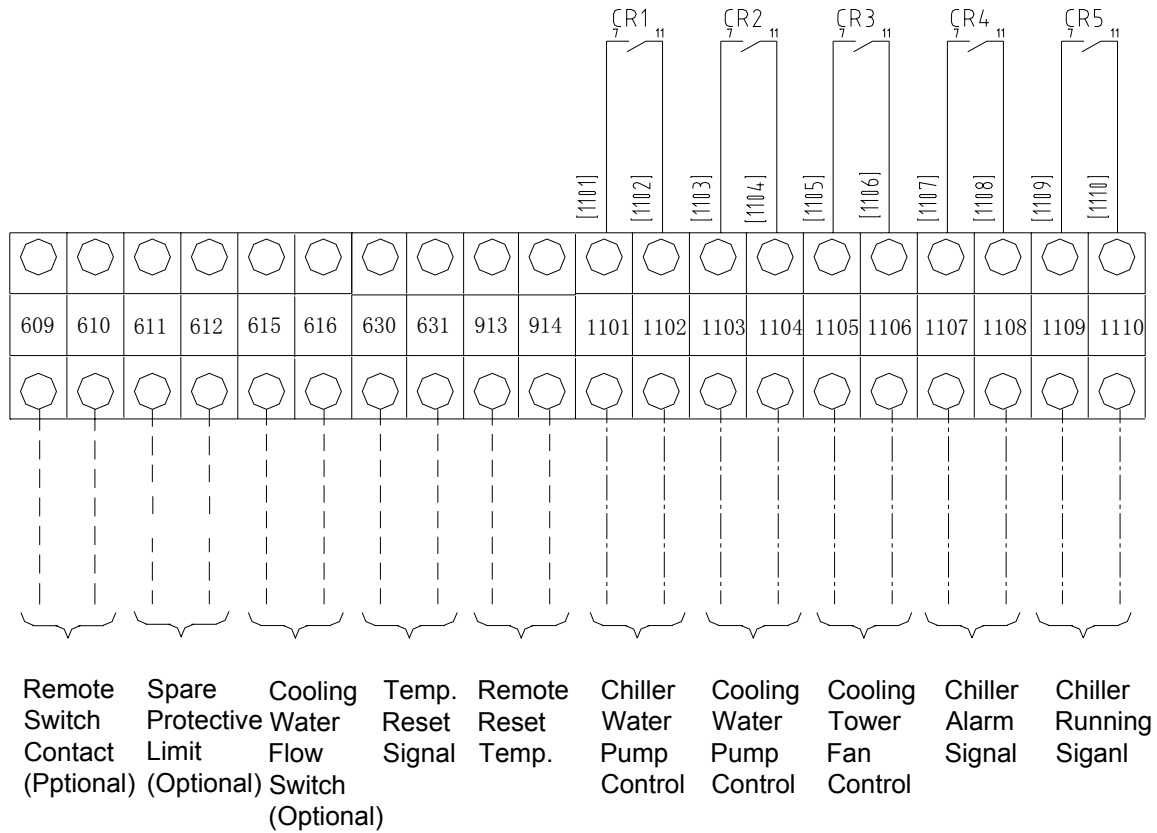 CR1 CR2 CR3 CR4 CR5
7 11 7 11 7 11 7 11 7 11
[1101] [1102] [1103] [1104] [1105] [1106] [1107] [1108] [1109] [1110]
609 610 611 612 615 616 630 631 913 914 1101 1102 1103 1104 1105 1106 1107 1108 1109 1110
Remote
Switch
Contact
(Pptional)
Spare
Protective
Limit
(Optional)
Cooling
Water
Flow
Switch
(Optional)
Temp.
Reset
Signal
Remote
Reset
Temp.
Chiller
Water
Pump
Control
Cooling
Water
Pump
Control
Cooling
Tower
Fan
Control
Chiller
Alarm
Signal
Chiller
Running
Siganl